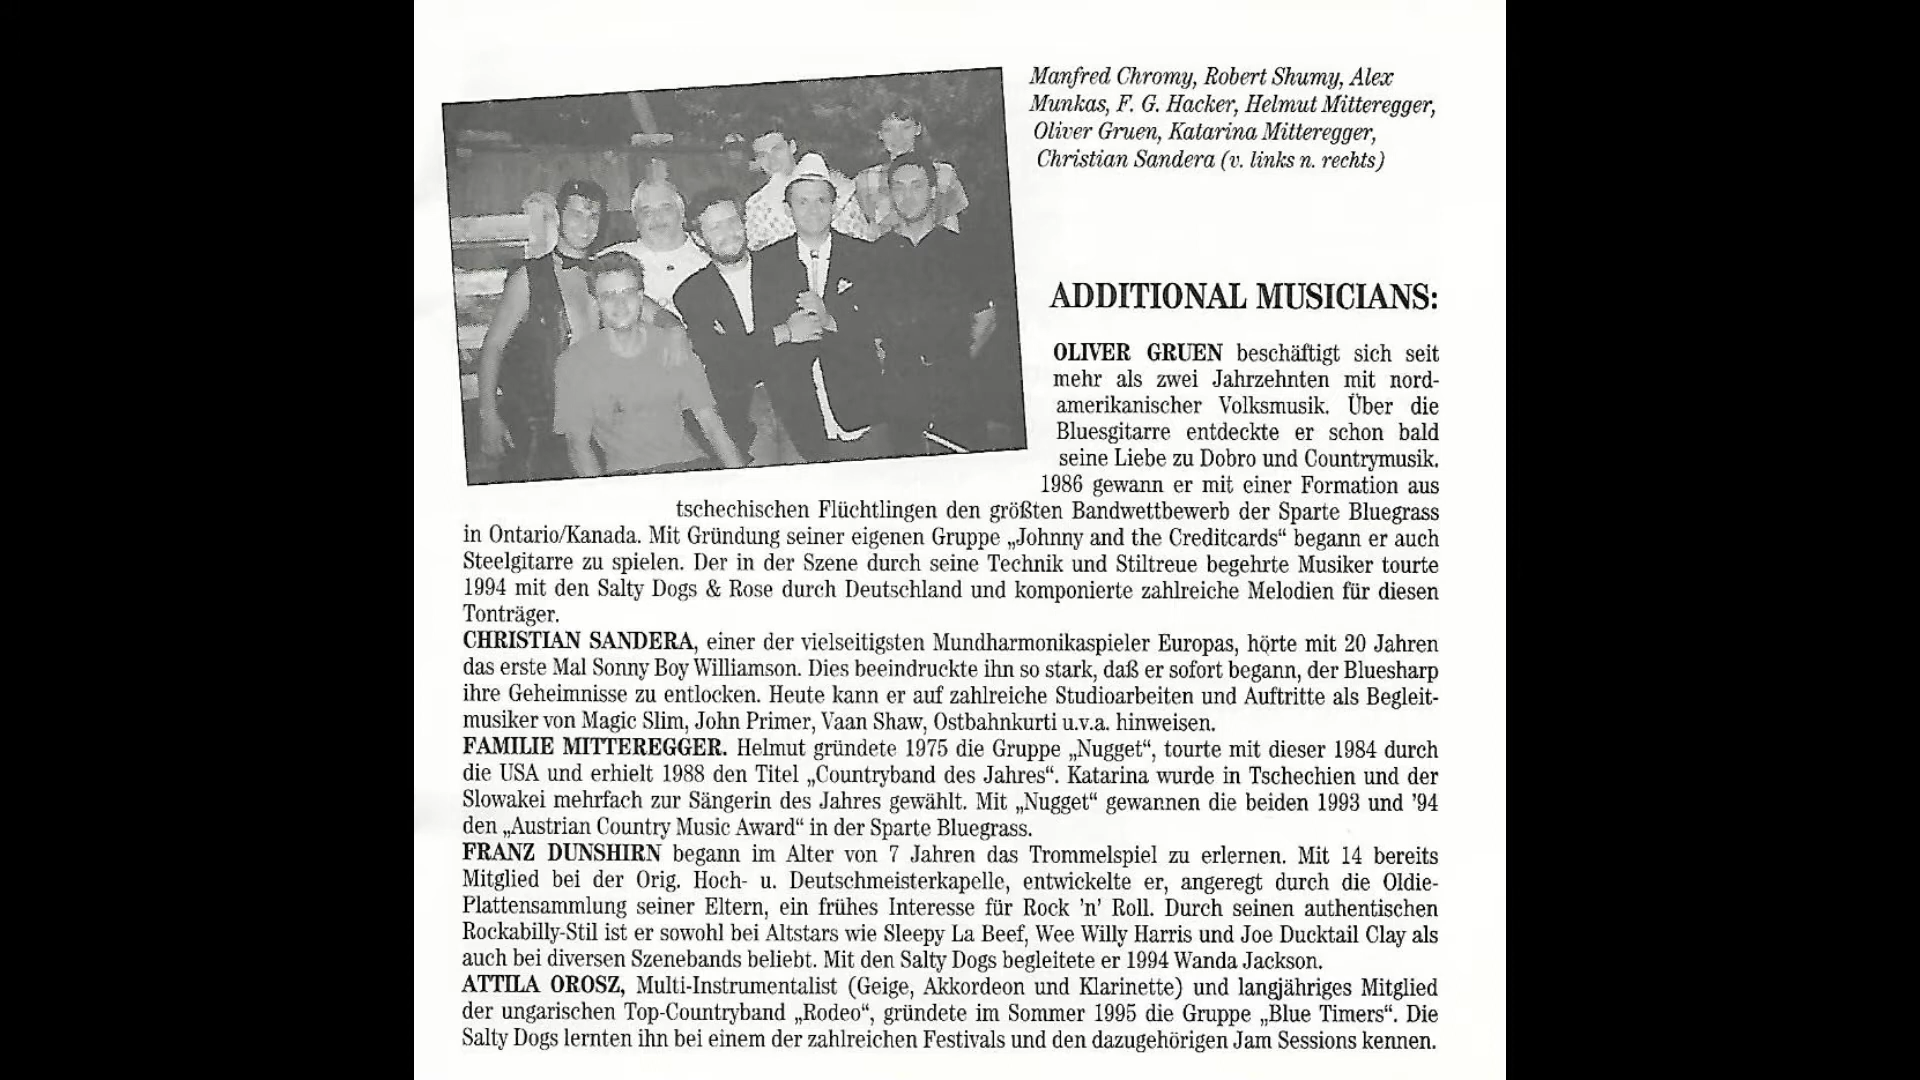 Manfred Chromy, Robert Shumy, Alex
Munkas, F. G. Hacker, Helmut Mitteregger,
Oliver Gruen, Katarina Mitteregger,
Christian Sandera (v. links n. rechts)
ADDITIONAL MUSICIANS:
OLIVER GRUEN beschäftigt sich seit
mehr als zwei Jahrzehnten mit nord-
amerikanischer Volksmusik. Über die
Bluesgitarre entdeckte er schon bald
seine Liebe zu Dobro und Countrymusik.
1986 gewann er mit einer Formation aus
tschechischen Flüchtlingen den größten Bandwettbewerb der Sparte Bluegrass
in Ontario/Kanada. Mit Gründung seiner eigenen Gruppe „Johnny and the Creditcards“ begann er auch
Steelgitarre zu spielen. Der in der Szene durch seine Technik und Stiltreue begehrte Musiker tourte
1994 mit den Salty Dogs & Rose durch Deutschland und komponierte zahlreiche Melodien für diesen
Tonträger.
CHRISTIAN SANDERA, einer der vielseitigsten Mundharmonikaspieler Europas, hörte mit 20 Jahren
das erste Mal Sonny Boy Williamson. Dies beeindruckte ihn so stark, daß er sofort begann, der Bluesharp
ihre Geheimnisse zu entlocken. Heute kann er auf zahlreiche Studioarbeiten und Auftritte als Begleit-
musiker von Magic Slim, John Primer, Vaan Shaw, Ostbahnkurti u.v.a. hinweisen.
FAMILIE MITTEREGGER. Helmut gründete 1975 die Gruppe „Nugget“, tourte mit dieser 1984 durch
die USA und erhielt 1988 den Titel „Countryband des Jahres“. Katarina wurde in Tschechien und der
Slowakei mehrfach zur Sängerin des Jahres gewählt. Mit „Nugget“ gewannen die beiden 1993 und ’94
den „Austrian Country Music Award“ in der Sparte Bluegrass.
FRANZ DUNSHIRN begann im Alter von 7 Jahren das Trommelspiel zu erlernen. Mit 14 bereits
Mitglied bei der Orig. Hoch- u. Deutschmeisterkapelle, entwickelte er, angeregt durch die Oldie-
Plattensammlung seiner Eltern, ein frühes Interesse für Rock ’n’ Roll. Durch seinen authentischen
Rockabilly-Stil ist er sowohl bei Altstars wie Sleepy La Beef, Wee Willy Harris und Joe Ducktail Clay als
auch bei diversen Szenebands beliebt. Mit den Salty Dogs begleitete er 1994 Wanda Jackson.
ATTILA OROSZ, Multi-Instrumentalist (Geige, Akkordeon und Klarinette) und langjähriges Mitglied
der ungarischen Top-Countryband „Rodeo“, gründete im Sommer 1995 die Gruppe „Blue Timers“. Die
Salty Dogs lernten ihn bei einem der zahlreichen Festivals und den dazugehörigen Jam Sessions kennen.